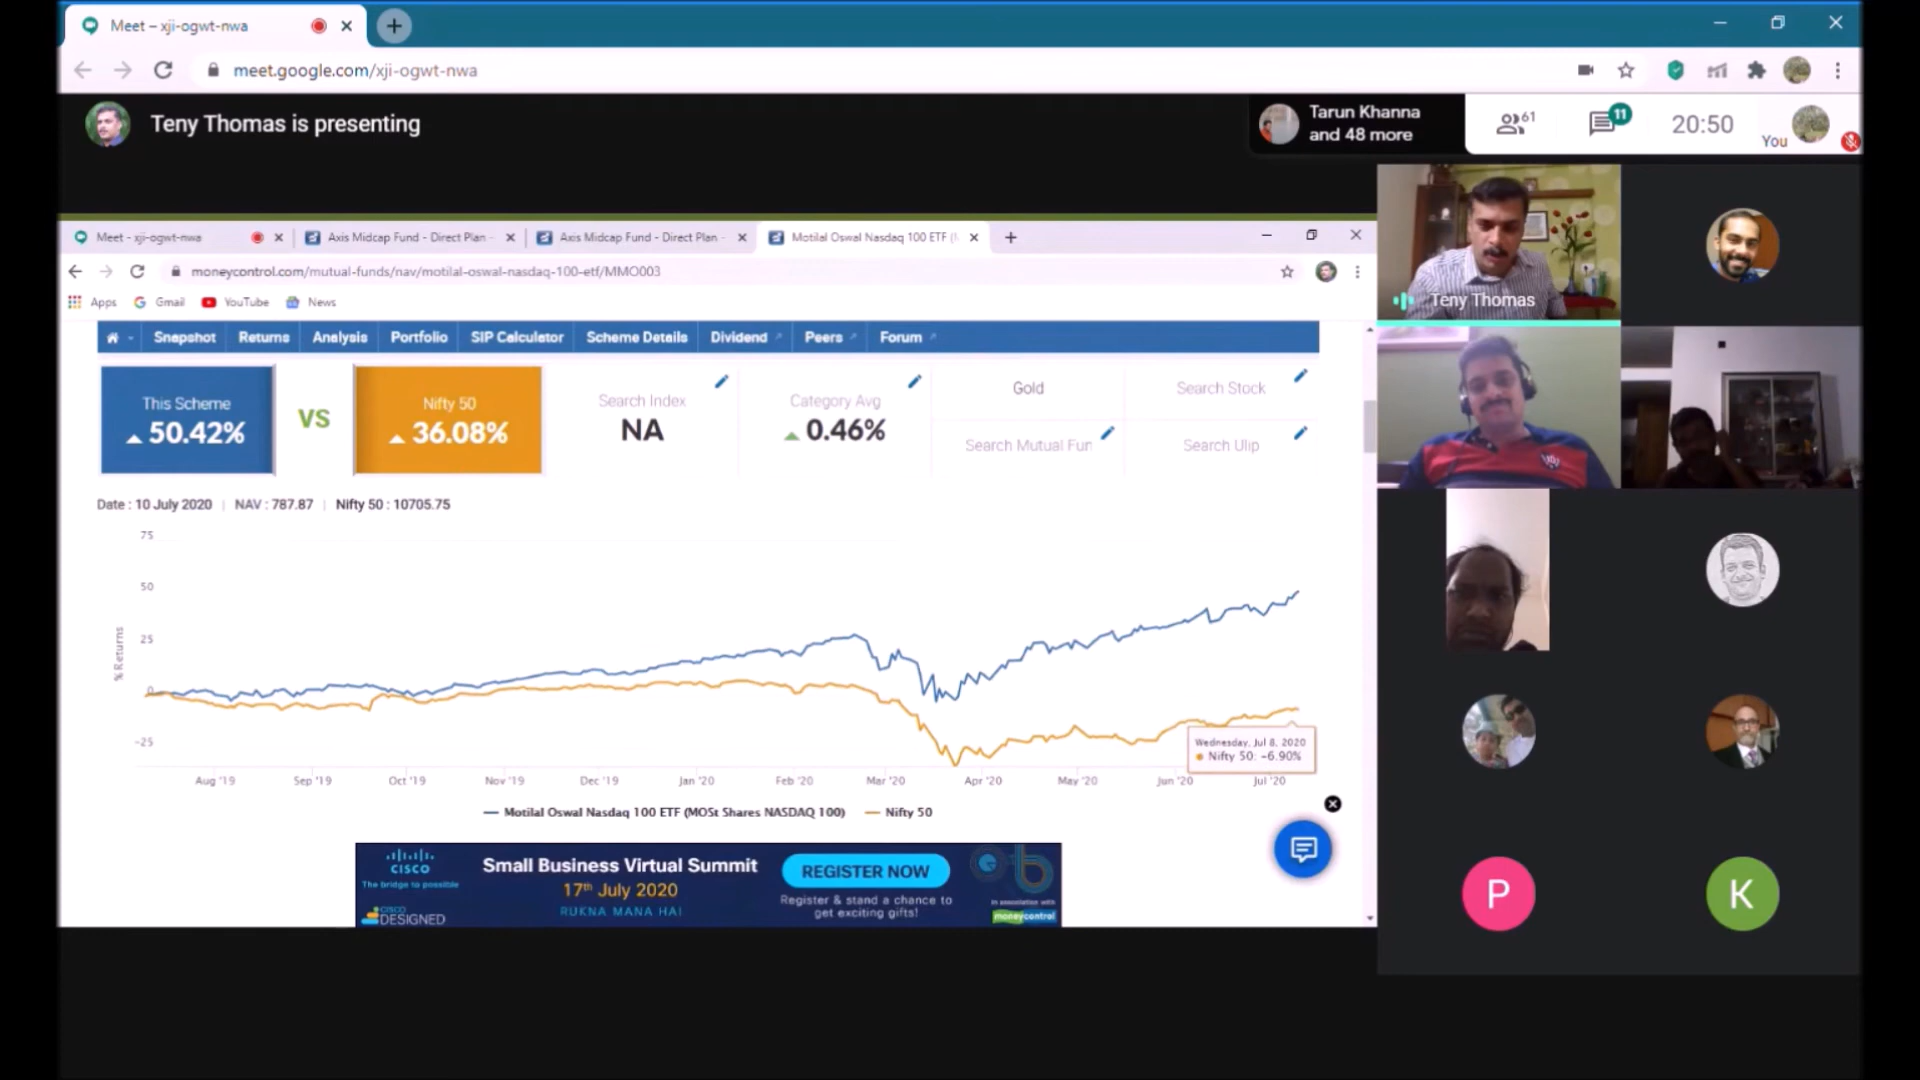 Meet – xji-ogwt-nwa
meet.google.com/xji-ogwt-nwa
Teny Thomas is presenting
Tarun Khanna
and 48 more
61
11
20:50
You
Meet - xji-ogwt-nwa
Axis Midcap Fund - Direct Plan -
Axis Midcap Fund - Direct Plan -
Motilal Oswal Nasdaq 100 ETF (
moneycontrol.com/mutual-funds/nav/motilal-oswal-nasdaq-100-etf/MMO003
Apps Gmail YouTube News
Snapshot Returns Analysis Portfolio SIP Calculator Scheme Details Dividend Peers Forum
This Scheme
50.42%
VS
Nifty 50
36.08%
Search Index
NA
Category Avg
0.46%
Gold
Search Mutual Fun
Search Stock
Search Ulip
Date : 10 July 2020 | NAV : 787.87 | Nifty 50 : 10705.75
75
50
25
0
-25
% Returns
Wednesday, Jul 8, 2020
Nifty 50: -6.90%
Aug '19 Sep '19 Oct '19 Nov '19 Dec '19 Jan '20 Feb '20 Mar '20 Apr '20 May '20 Jun '20 Jul '20
Motilal Oswal Nasdaq 100 ETF (MOSt Shares NASDAQ 100) Nifty 50
CISCO
The bridge to possible
CISCO
DESIGNED
Small Business Virtual Summit
17th July 2020
RUKNA MANA HAI
REGISTER NOW
Register & stand a chance to
get exciting gifts!
in association with
moneycontrol
Teny Thomas
P
K